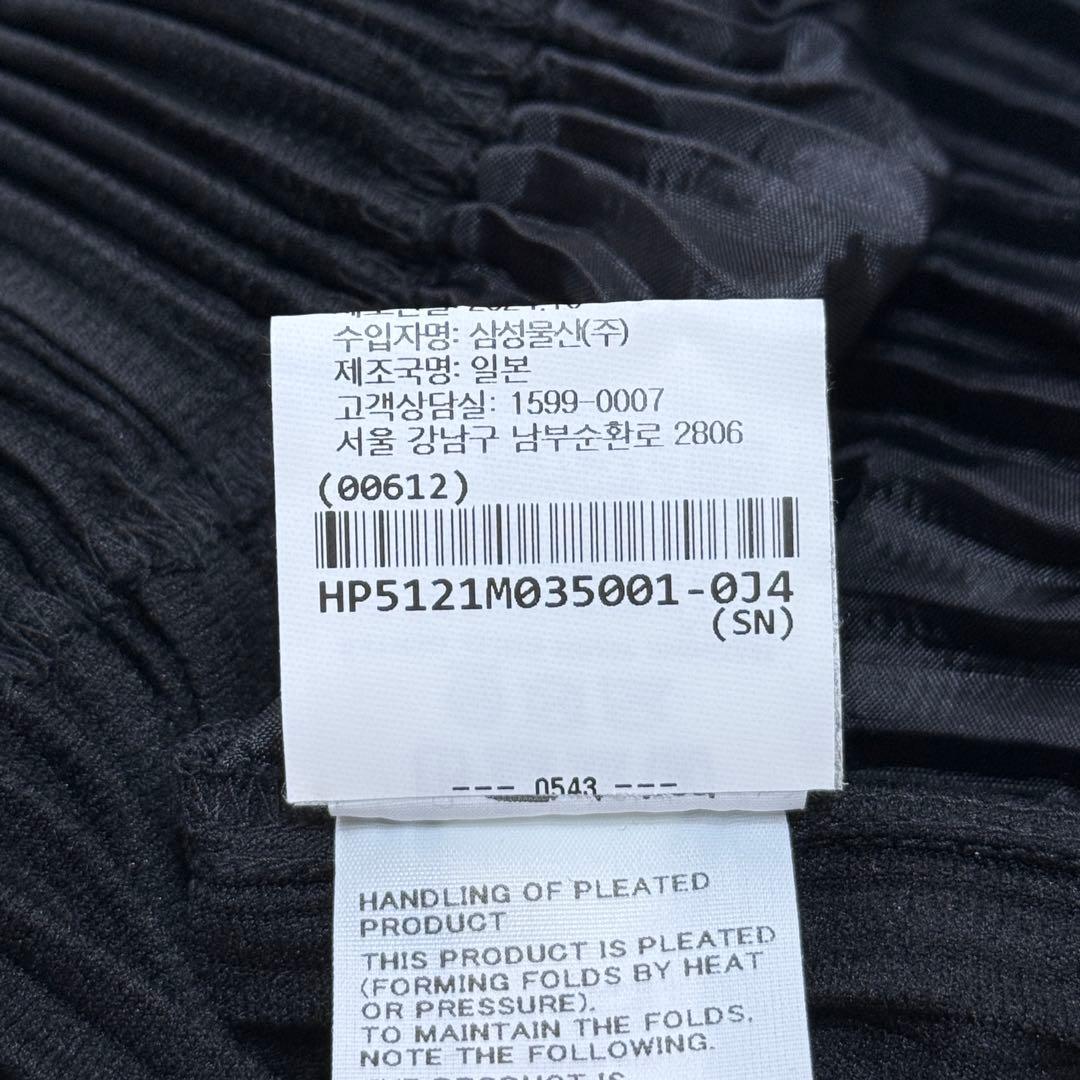 수입자명: 삼성물산(주)
제조국명: 일본
고객상담실: 1599-0007
서울 강남구 남부순환로 2806
(00612)
HP5121M035001-0J4
(SN)
--- 0543 ---
HANDLING OF PLEATED
PRODUCT
THIS PRODUCT IS PLEATED
(FORMING FOLDS BY HEAT
OR PRESSURE).
TO MAINTAIN THE FOLDS,
NOTE THE FOLLOWING.